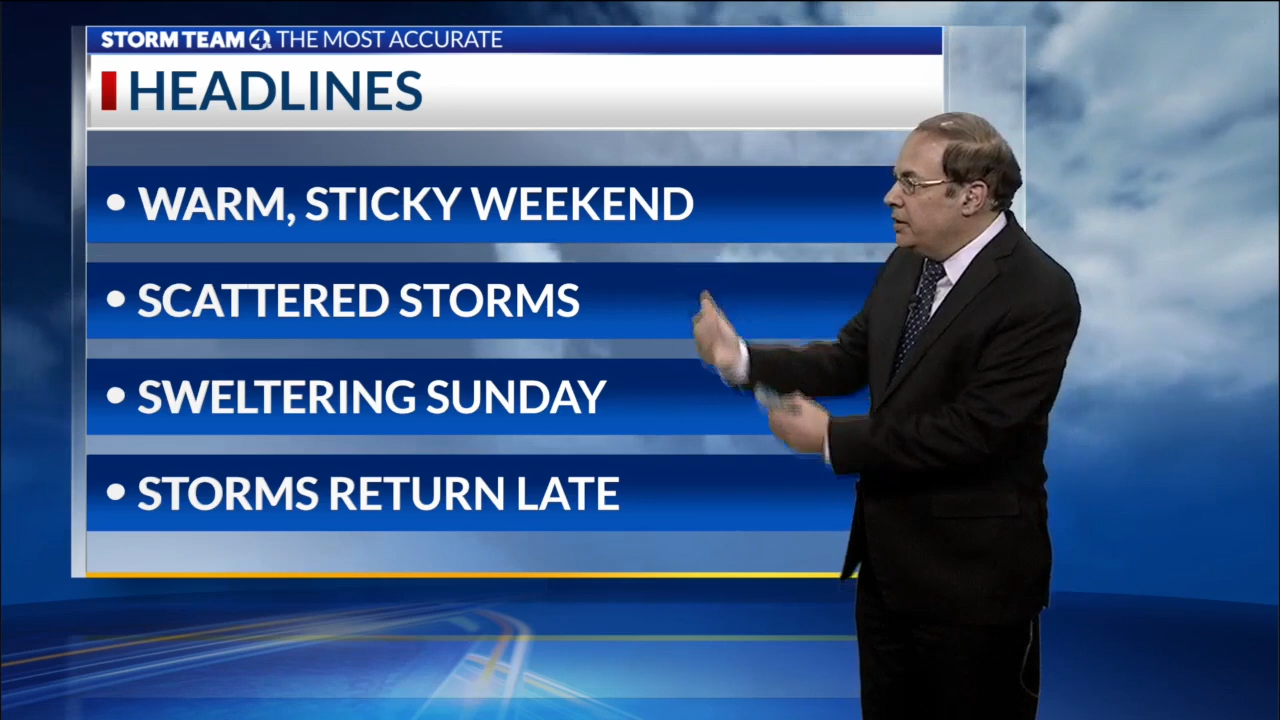 STORM TEAM 4 THE MOST ACCURATE
HEADLINES
• WARM, STICKY WEEKEND
• SCATTERED STORMS
• SWELTERING SUNDAY
• STORMS RETURN LATE